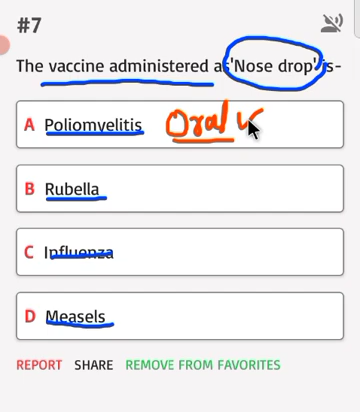 #7
The vaccine administered as 'Nose drop' is-
A Poliomyelitis Oral
B Rubella
C Influenza
D Measels
REPORT SHARE REMOVE FROM FAVORITES